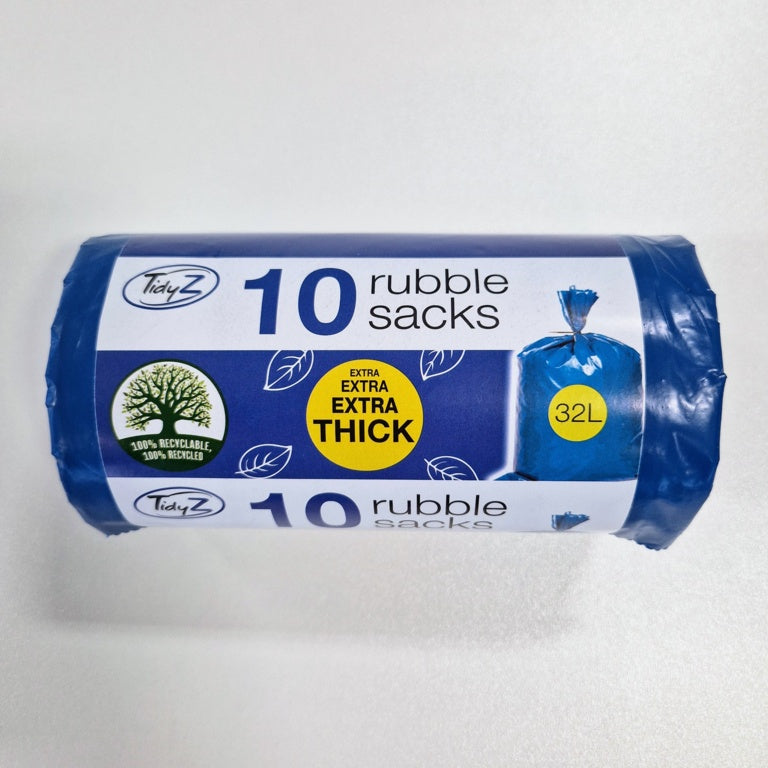 TidyZ
10 rubble
sacks
EXTRA
EXTRA
EXTRA
THICK
32L
100% RECYCLABLE,
100% RECYCLED
TidyZ
10 rubble
sacks